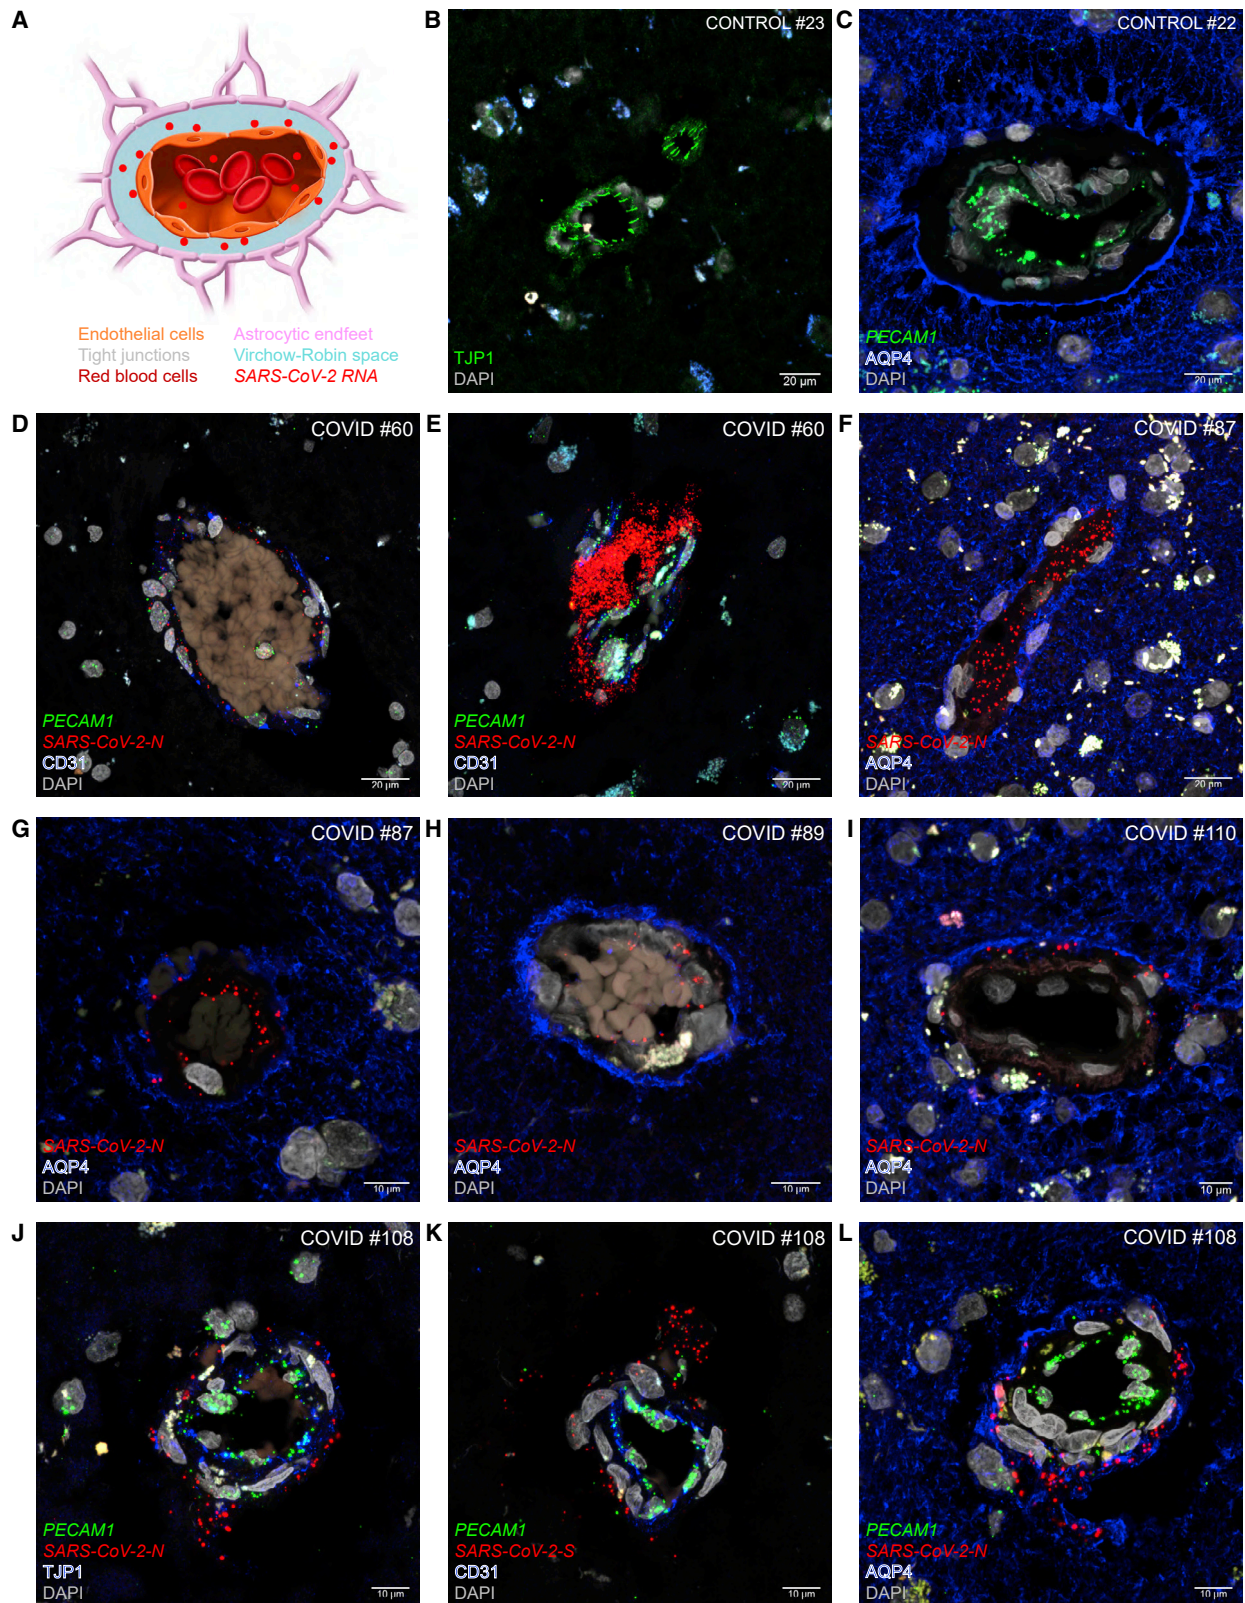 A
Endothelial cells
Tight junctions
Red blood cells
Astrocytic endfeet
Virchow-Robin space
SARS-CoV-2 RNA
B
CONTROL #23
TJP1
DAPI
20 µm
C
CONTROL #22
PECAM1
AQP4
DAPI
20 µm
D
COVID #60
PECAM1
SARS-CoV-2-N
CD31
DAPI
20 µm
E
COVID #60
PECAM1
SARS-CoV-2-N
CD31
DAPI
20 µm
F
COVID #87
SARS-CoV-2-N
AQP4
DAPI
20 µm
G
COVID #87
SARS-CoV-2-N
AQP4
DAPI
10 µm
H
COVID #89
SARS-CoV-2-N
AQP4
DAPI
10 µm
I
COVID #110
SARS-CoV-2-N
AQP4
DAPI
10 µm
J
COVID #108
PECAM1
SARS-CoV-2-N
TJP1
DAPI
10 µm
K
COVID #108
PECAM1
SARS-CoV-2-S
CD31
DAPI
10 µm
L
COVID #108
PECAM1
SARS-CoV-2-N
AQP4
DAPI
10 µm